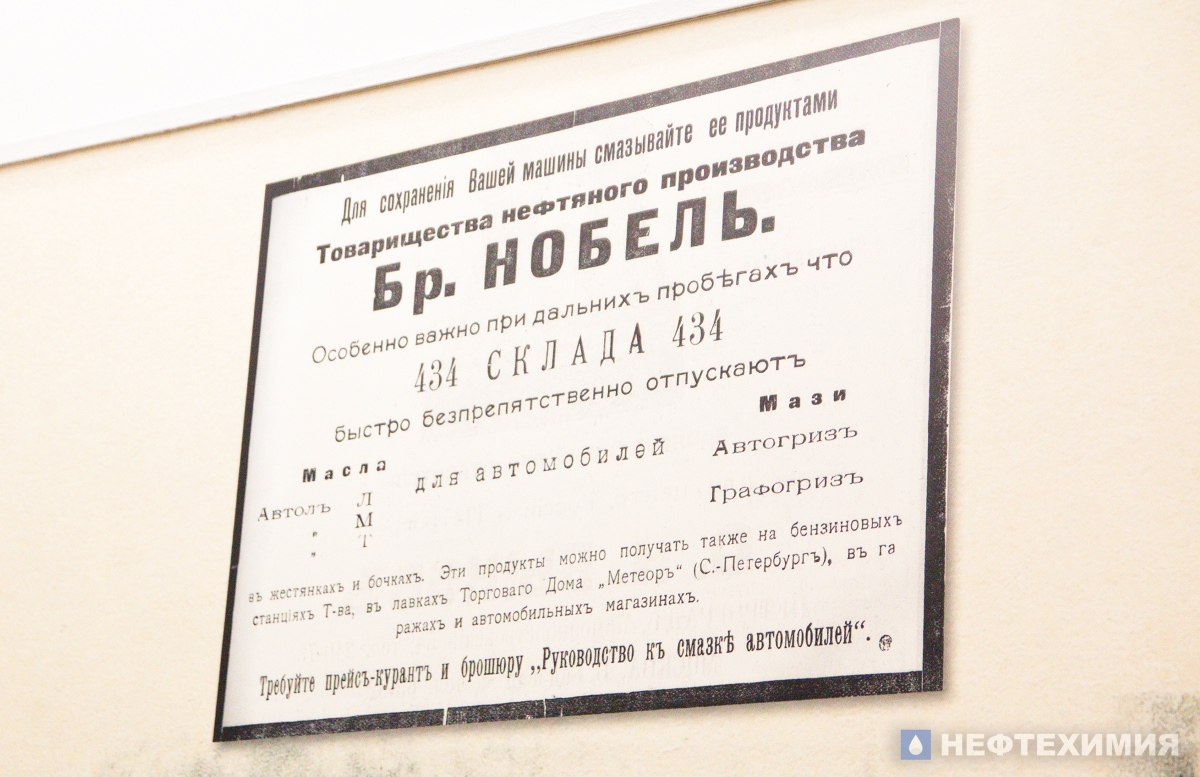 Для сохраненія Вашей машины смазывайте ее продуктами
Товарищества нефтяного производства
Бр. НОБЕЛЬ.
Особенно важно при дальнихъ пробѣгахъ что
434 СКЛАДА 434
быстро безпрепятственно отпускаютъ
Масла для автомобилей Мази
Автолъ Л Автогризъ
„ М Графогризъ
„ Т
въ жестянкахъ и бочкахъ. Эти продукты можно получать также на бензиновыхъ
станціяхъ Т-ва, въ лавкахъ Торговаго Дома „Метеоръ“ (С.-Петербургъ), въ га
ражахъ и автомобильныхъ магазинахъ.
Требуйте прейсъ-курантъ и брошюру „Руководство къ смазкѣ автомобилей“.
НЕФТЕХИМИЯ